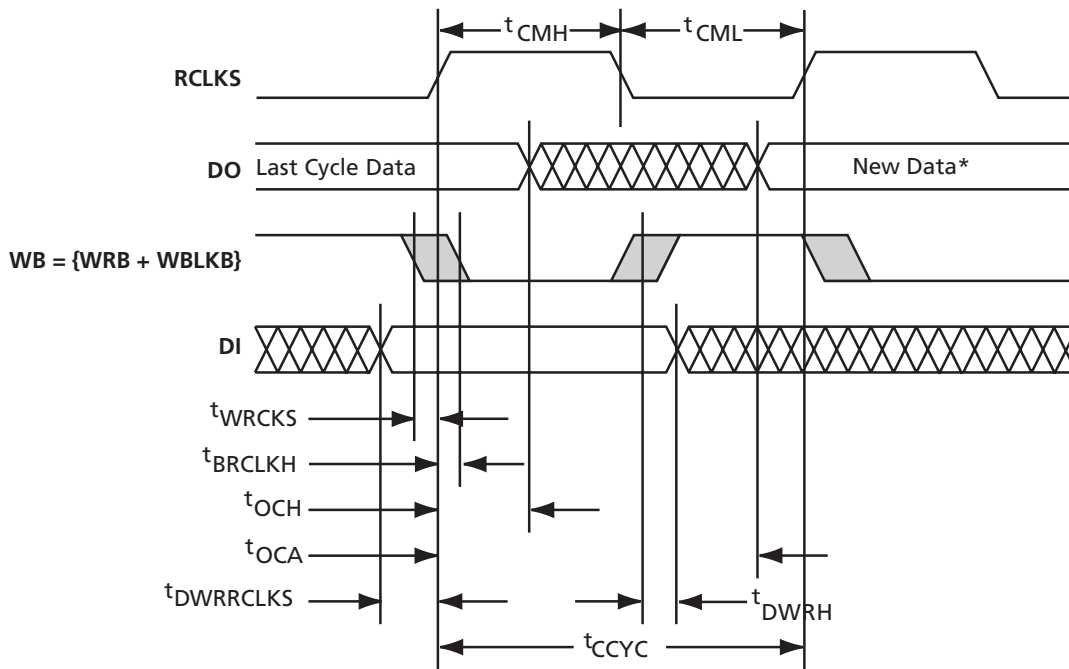 tCMH tCML
RCLKS
DO Last Cycle Data New Data*
WB = {WRB + WBLKB}
DI
tWRCKS
tBRCLKH
tOCH
tOCA
tDWRRCLKS tDWRH
tCCYC